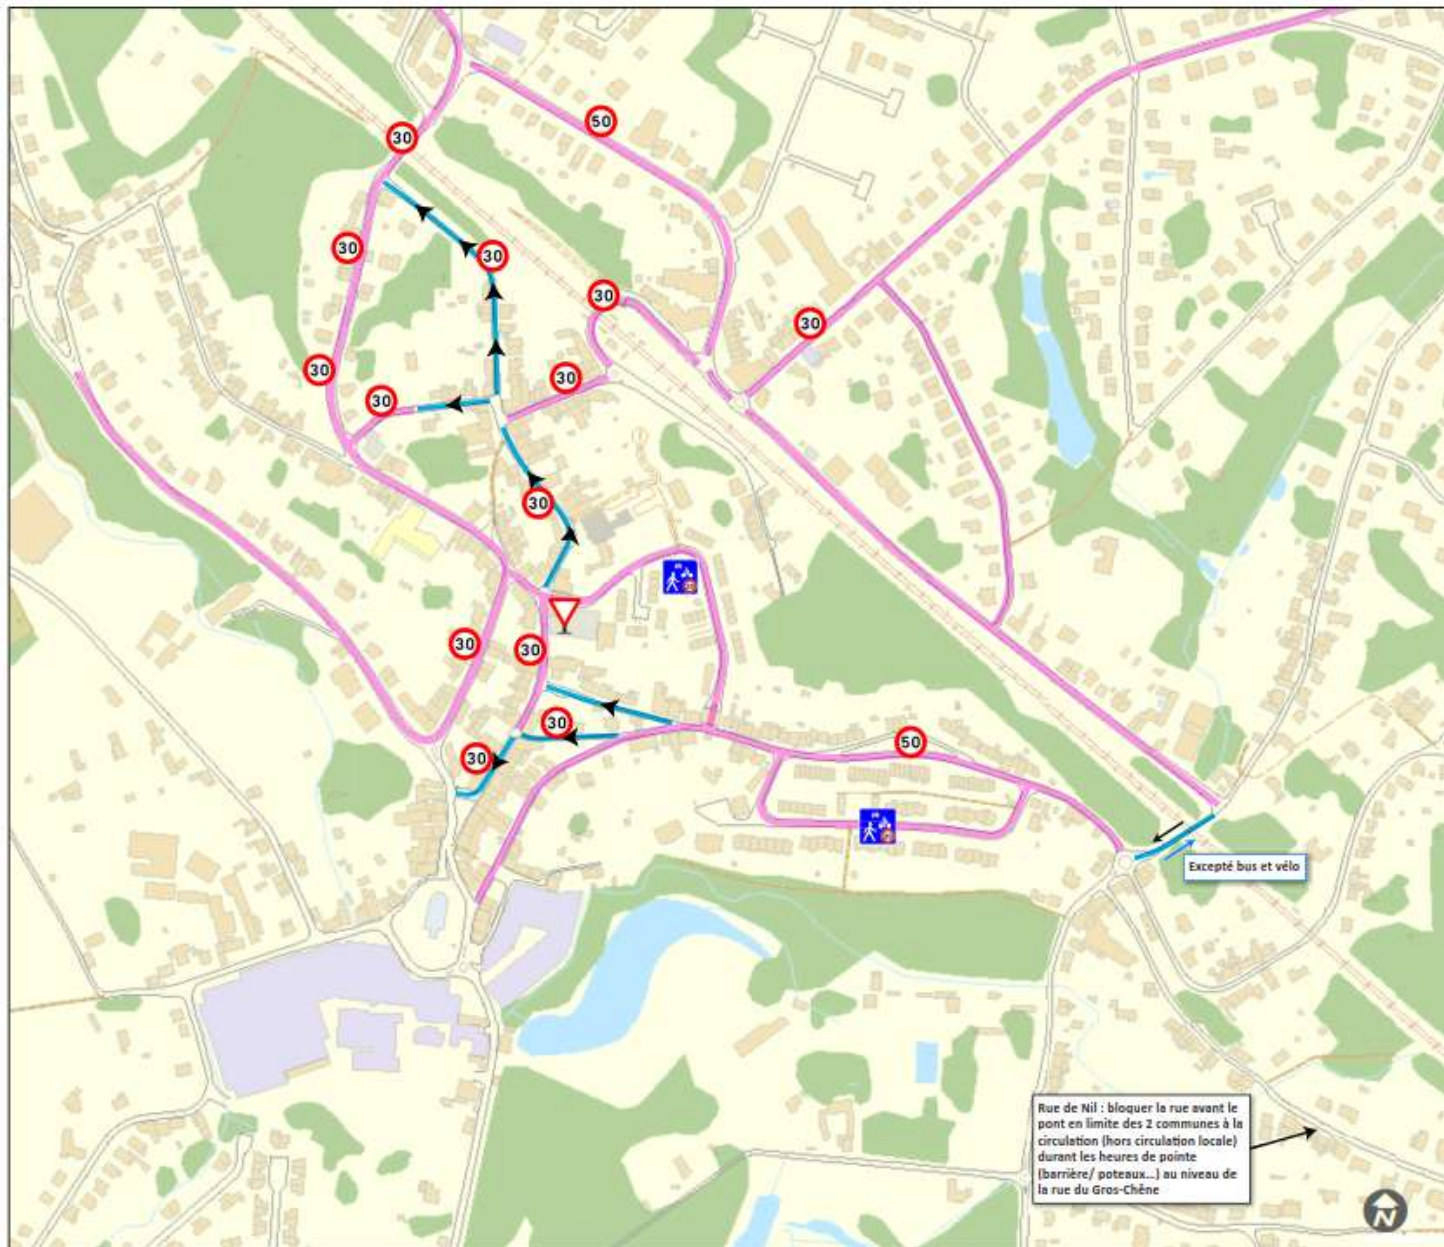 50
30
30
30
30
30
30
30
30
30
30
30
30
30
50
Excepté bus et vélo
Rue de Nil : bloquer la rue avant le
pont en limite des 2 communes à la
circulation (hors circulation locale)
durant les heures de pointe
(barrière/ poteaux...) au niveau de
la rue du Gros-Chêne
N